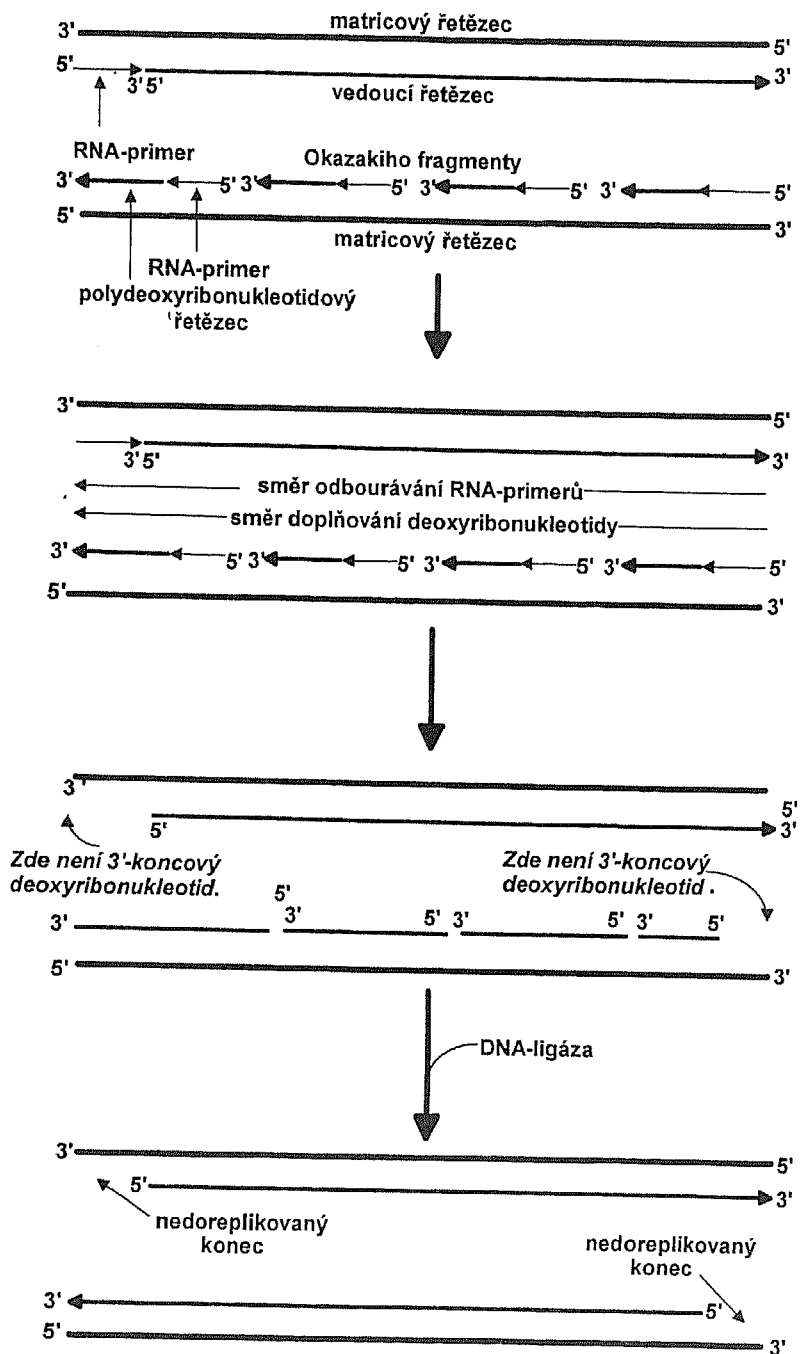 matricový řetězec
3' 5'
5' 3'5' 3'
vedoucí řetězec
RNA-primer
Okazakiho fragmenty
3' 5' 3' 5' 3' 5' 3' 5'
5' 3'
matricový řetězec
RNA-primer
polydeoxyribonukleotidový
řetězec
3' 5'
3'5' 3'
směr odbourávání RNA-primerů
směr doplňování deoxyribonukleotidy
3' 5' 3' 5' 3' 5' 3' 5'
5' 3'
3' 5'
5' 3'
Zde není 3'-koncový
deoxyribonukleotid.
Zde není 3'-koncový
deoxyribonukleotid.
5'
3' 3' 5' 3' 5' 3' 5'
5' 3'
DNA-ligáza
3' 5'
5' 3'
nedoreplikovaný
konec
nedoreplikovaný
konec
3' 5'
5' 3'